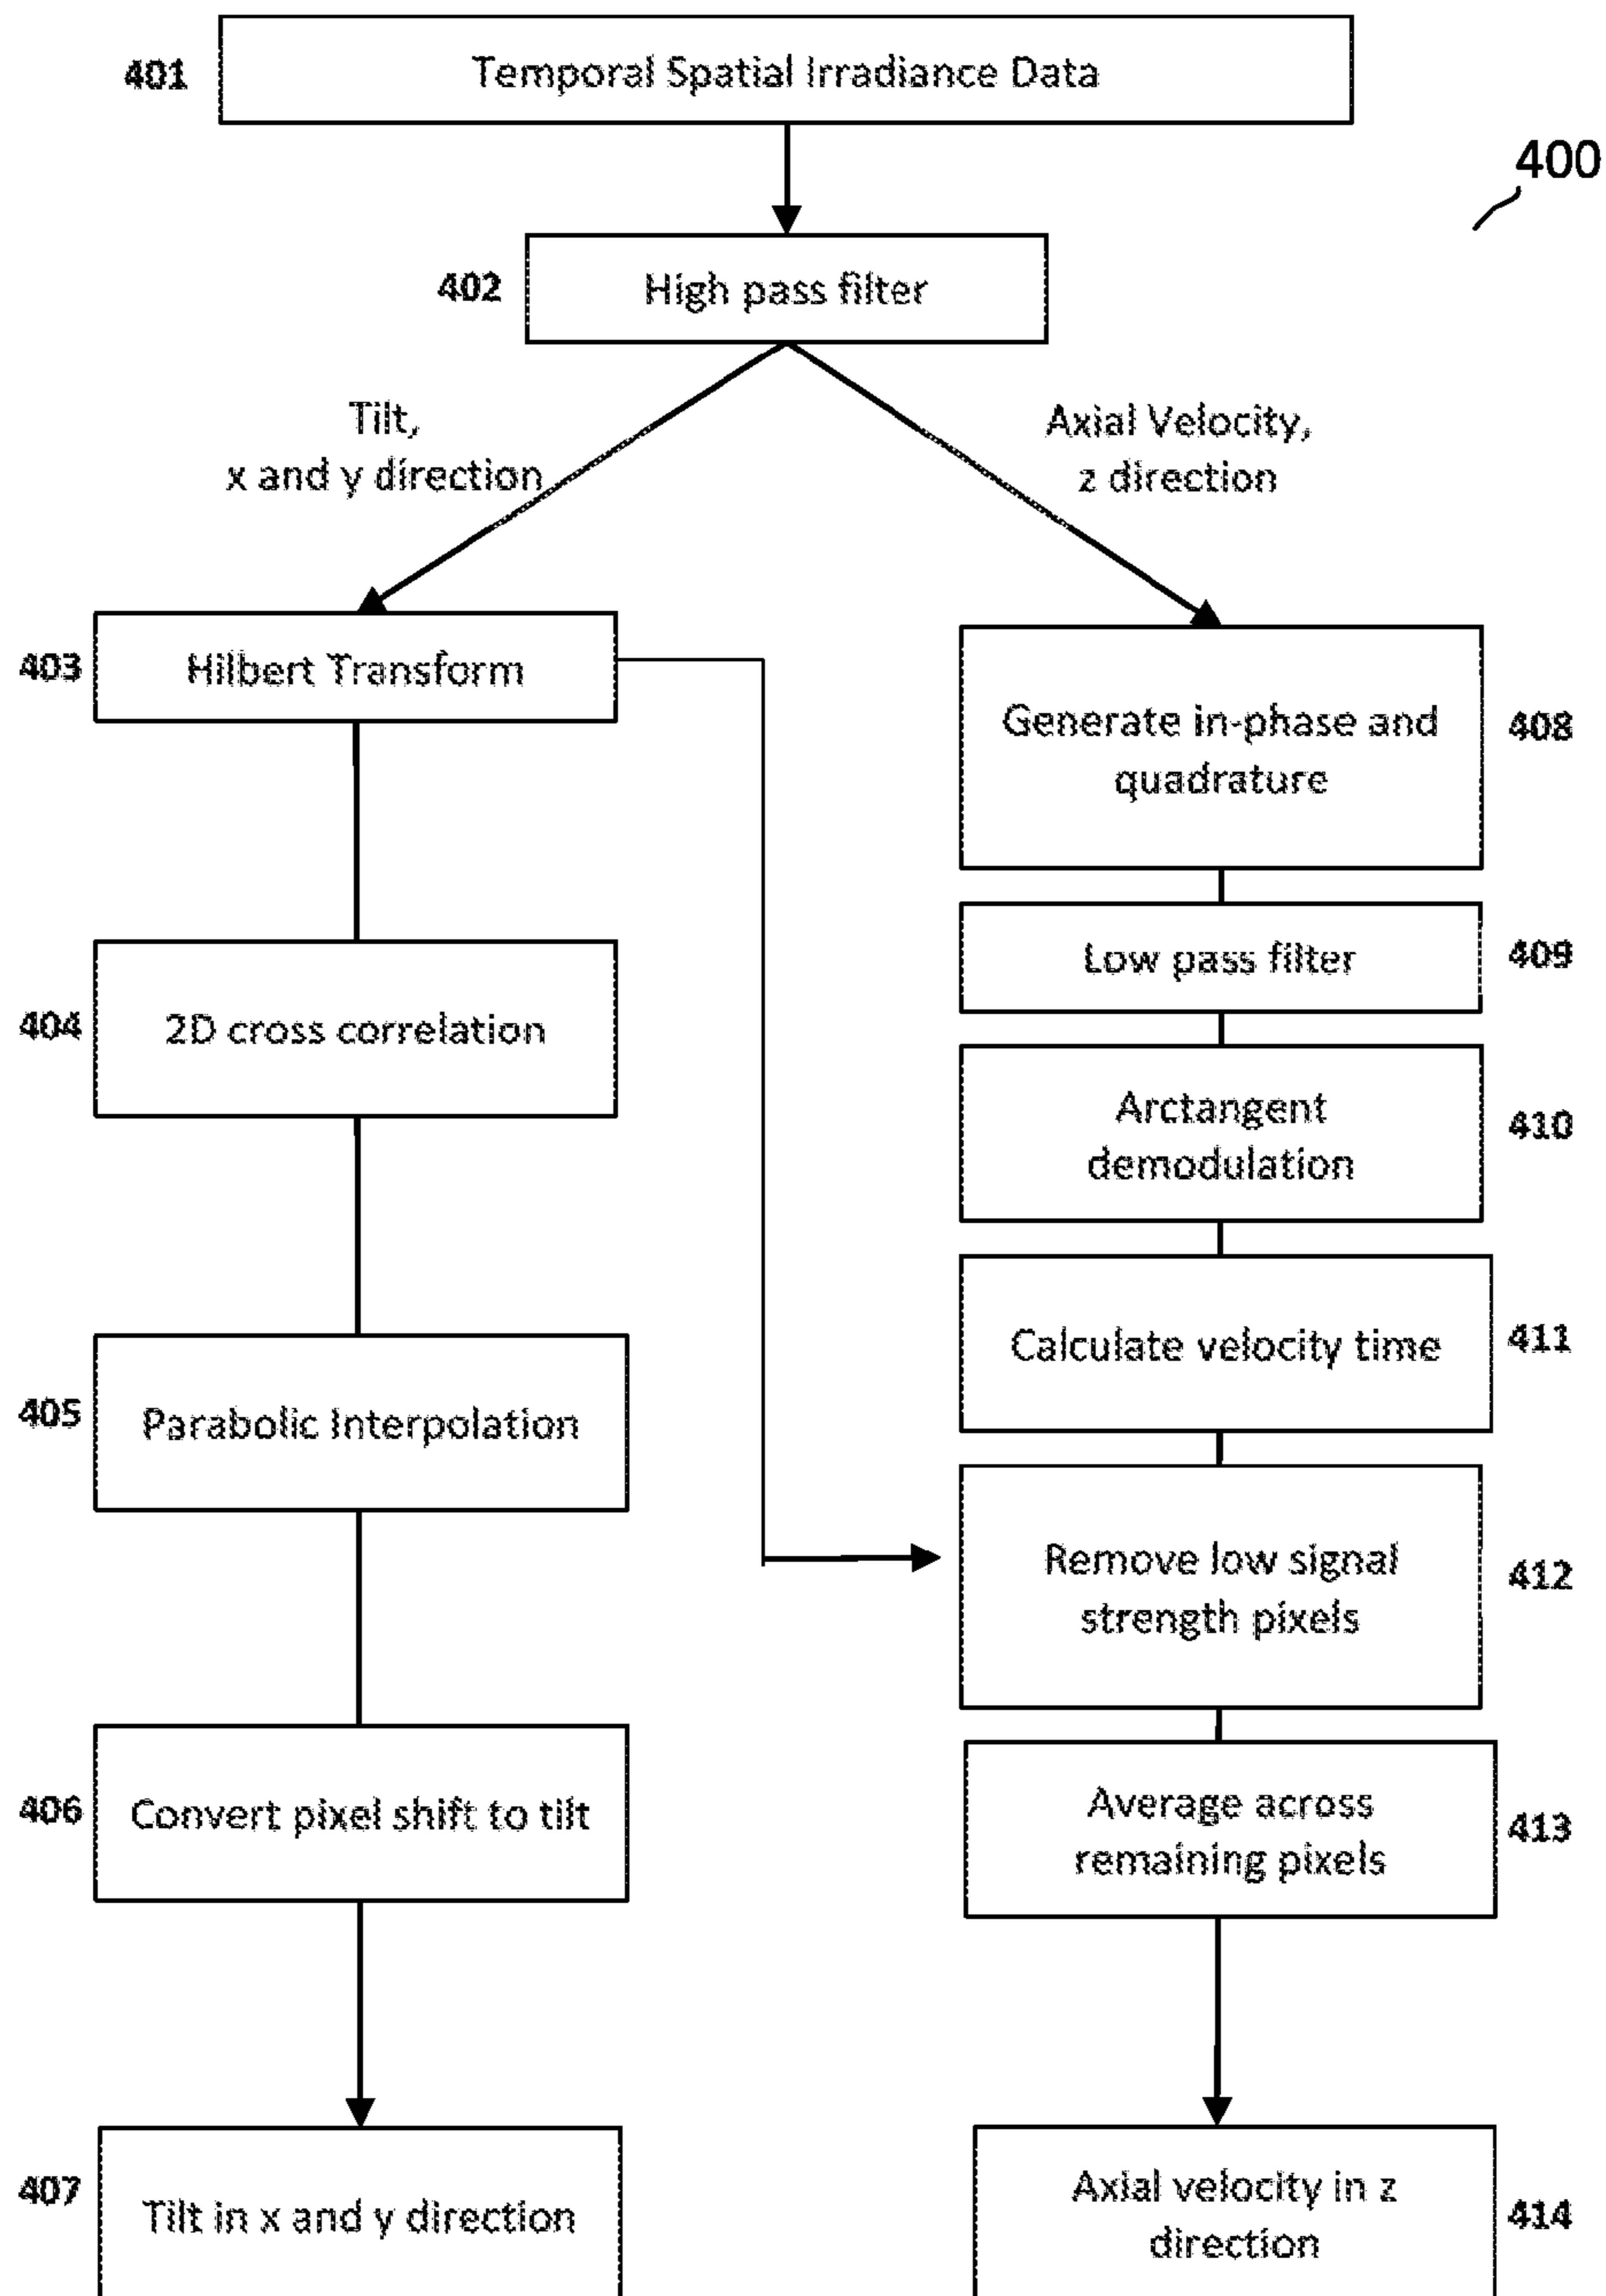 401
Temporal Spatial Irradiance Data
400
402
High pass filter
Tilt,
x and y direction
Axial Velocity,
z direction
403
Hilbert Transform
404
2D cross correlation
405
Parabolic Interpolation
406
Convert pixel shift to tilt
407
Tilt in x and y direction
Generate in-phase and
quadrature
408
Low pass filter
409
Arctangent
demodulation
410
Calculate velocity time
411
Remove low signal
strength pixels
412
Average across
remaining pixels
413
Axial velocity in z
direction
414